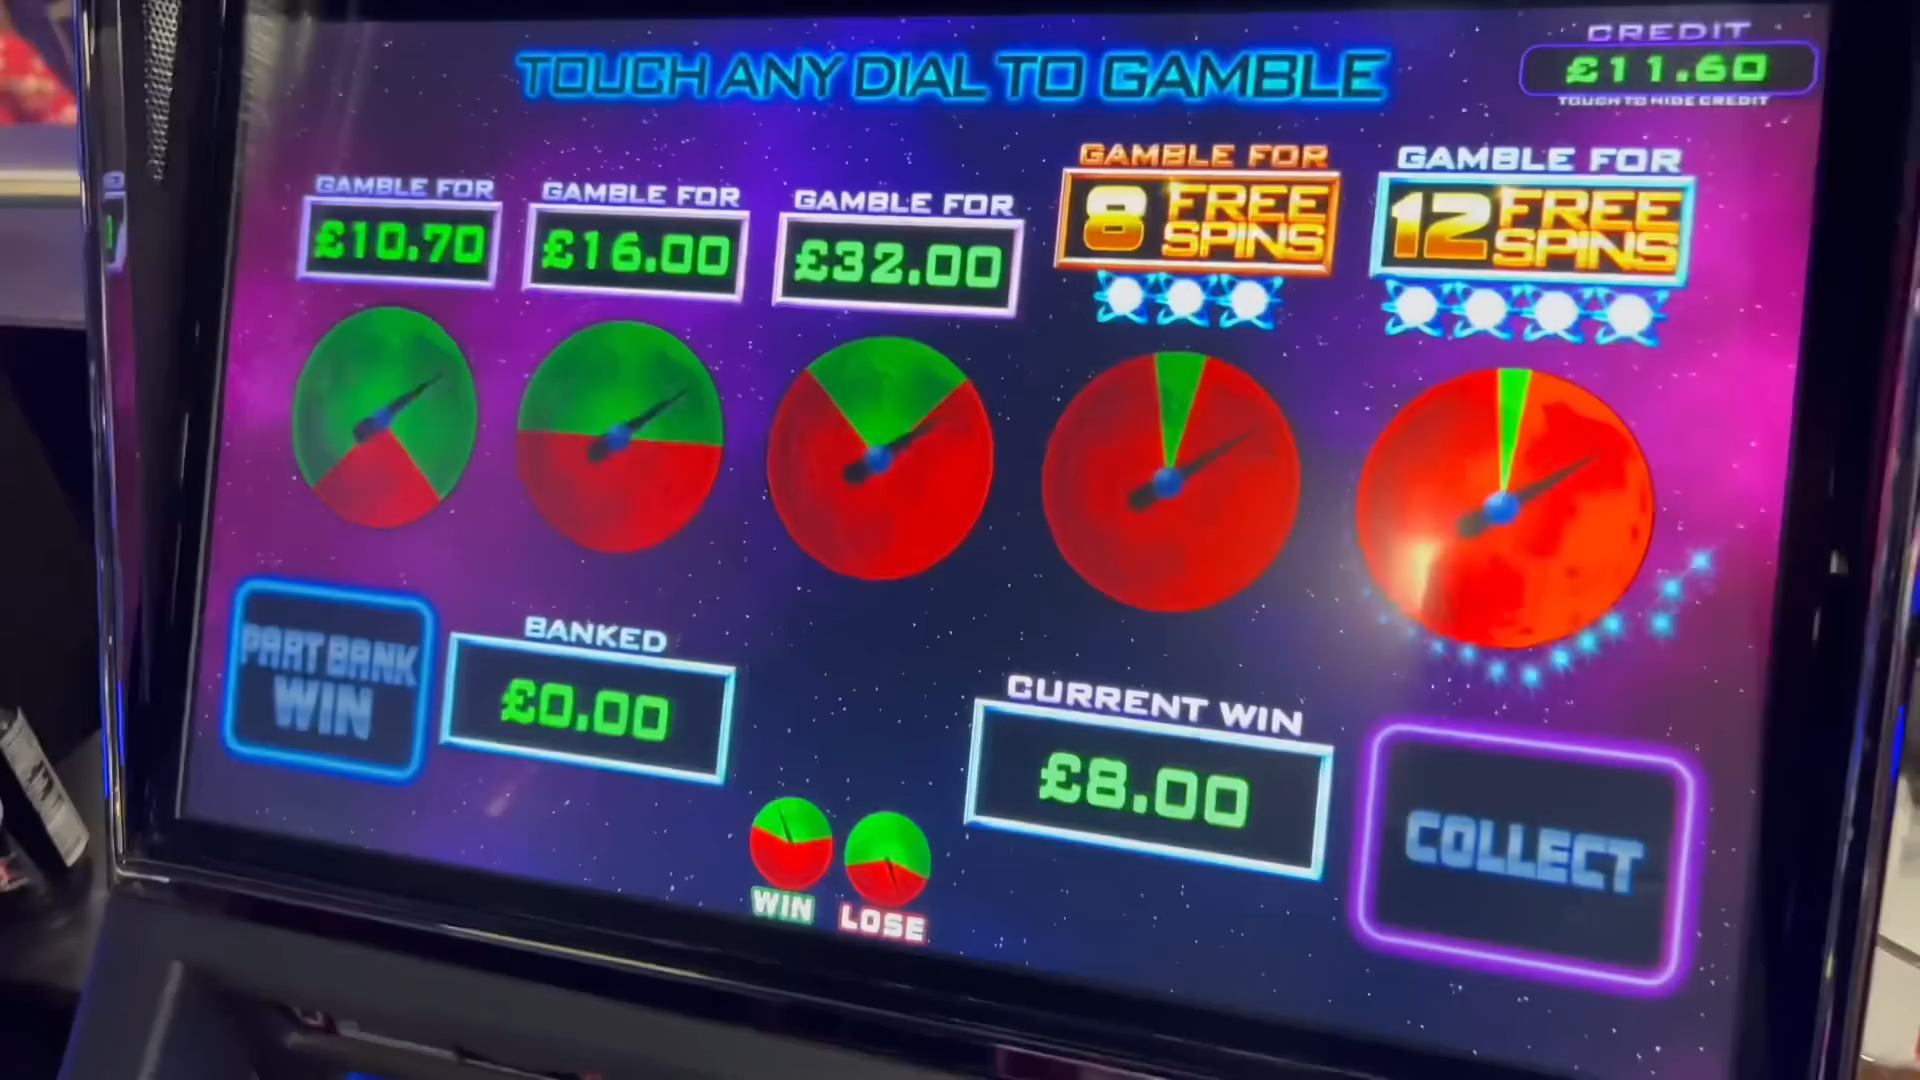 TOUCH ANY DIAL TO GAMBLE
CREDIT
£11.60
TOUCH TO HIDE CREDIT
GAMBLE FOR
£10.70
GAMBLE FOR
£16.00
GAMBLE FOR
£32.00
GAMBLE FOR
8 FREE SPINS
GAMBLE FOR
12 FREE SPINS
PART BANK
WIN
BANKED
£0.00
CURRENT WIN
£8.00
COLLECT
WIN
LOSE